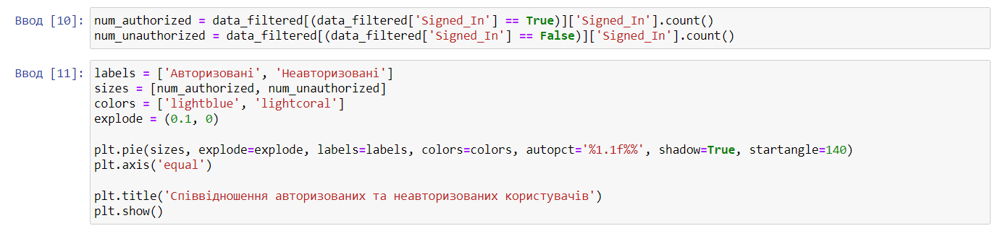 Ввод [10]: num_authorized = data_filtered[(data_filtered['Signed_In'] == True)]['Signed_In'].count()
num_unauthorized = data_filtered[(data_filtered['Signed_In'] == False)]['Signed_In'].count()
Ввод [11]: labels = ['Авторизовані', 'Неавторизовані']
sizes = [num_authorized, num_unauthorized]
colors = ['lightblue', 'lightcoral']
explode = (0.1, 0)
plt.pie(sizes, explode=explode, labels=labels, colors=colors, autopct='%1.1f%%', shadow=True, startangle=140)
plt.axis('equal')
plt.title('Співвідношення авторизованих та неавторизованих користувачів')
plt.show()